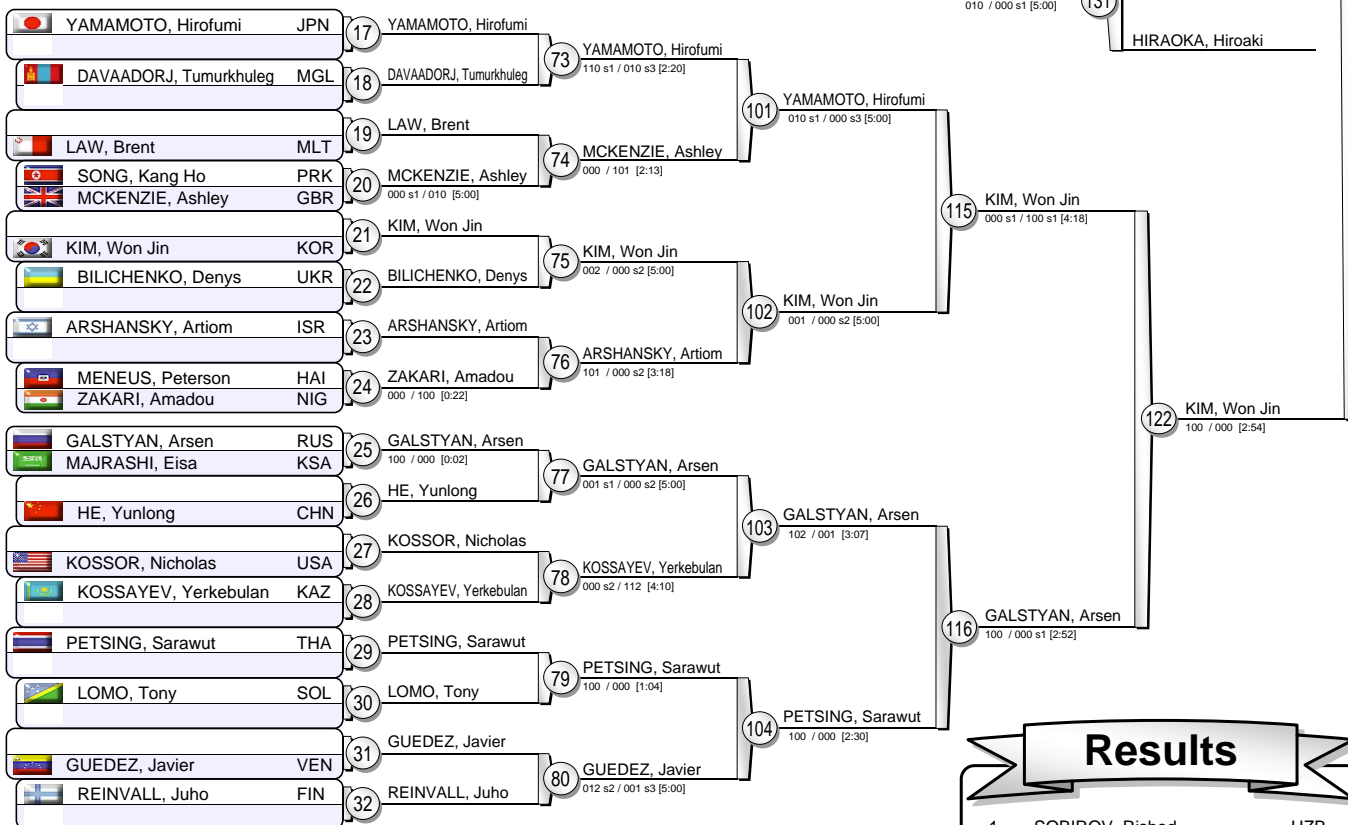 010 / 000 s1 [5:00]
131
HIRAOKA, Hiroaki
YAMAMOTO, Hirofumi JPN
17
YAMAMOTO, Hirofumi
DAVAADORJ, Tumurkhuleg MGL
18
DAVAADORJ, Tumurkhuleg
73
YAMAMOTO, Hirofumi
110 s1 / 010 s3 [2:20]
LAW, Brent MLT
19
LAW, Brent
SONG, Kang Ho PRK
MCKENZIE, Ashley GBR
20
MCKENZIE, Ashley
000 s1 / 010 [5:00]
74
MCKENZIE, Ashley
000 / 101 [2:13]
101
YAMAMOTO, Hirofumi
010 s1 / 000 s3 [5:00]
KIM, Won Jin KOR
21
KIM, Won Jin
BILICHENKO, Denys UKR
22
BILICHENKO, Denys
75
KIM, Won Jin
002 / 000 s2 [5:00]
ARSHANSKY, Artiom ISR
23
ARSHANSKY, Artiom
MENEUS, Peterson HAI
ZAKARI, Amadou NIG
24
ZAKARI, Amadou
000 / 100 [0:22]
76
ARSHANSKY, Artiom
101 / 000 s2 [3:18]
102
KIM, Won Jin
001 / 000 s2 [5:00]
115
KIM, Won Jin
000 s1 / 100 s1 [4:18]
GALSTYAN, Arsen RUS
MAJRASHI, Eisa KSA
25
GALSTYAN, Arsen
100 / 000 [0:02]
HE, Yunlong CHN
26
HE, Yunlong
77
GALSTYAN, Arsen
001 s1 / 000 s2 [5:00]
KOSSOR, Nicholas USA
27
KOSSOR, Nicholas
KOSSAYEV, Yerkebulan KAZ
28
KOSSAYEV, Yerkebulan
78
KOSSAYEV, Yerkebulan
000 s2 / 112 [4:10]
103
GALSTYAN, Arsen
102 / 001 [3:07]
PETSING, Sarawut THA
29
PETSING, Sarawut
LOMO, Tony SOL
30
LOMO, Tony
79
PETSING, Sarawut
100 / 000 [1:04]
GUEDEZ, Javier VEN
31
GUEDEZ, Javier
REINVALL, Juho FIN
32
REINVALL, Juho
80
GUEDEZ, Javier
012 s2 / 001 s3 [5:00]
104
PETSING, Sarawut
100 / 000 [2:30]
116
GALSTYAN, Arsen
100 / 000 s1 [2:52]
122
KIM, Won Jin
100 / 000 [2:54]
Results
1 SOBIROV, Rishod UZB